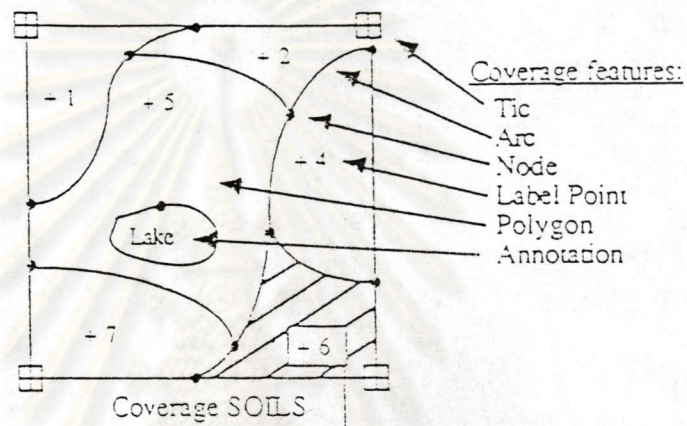 + 2
Coverage features:
+ 1
+ 5
Tic
Arc
Node
+ 4
Label Point
Polygon
Lake
Annotation
+ 7
+ 6
Coverage SOILS